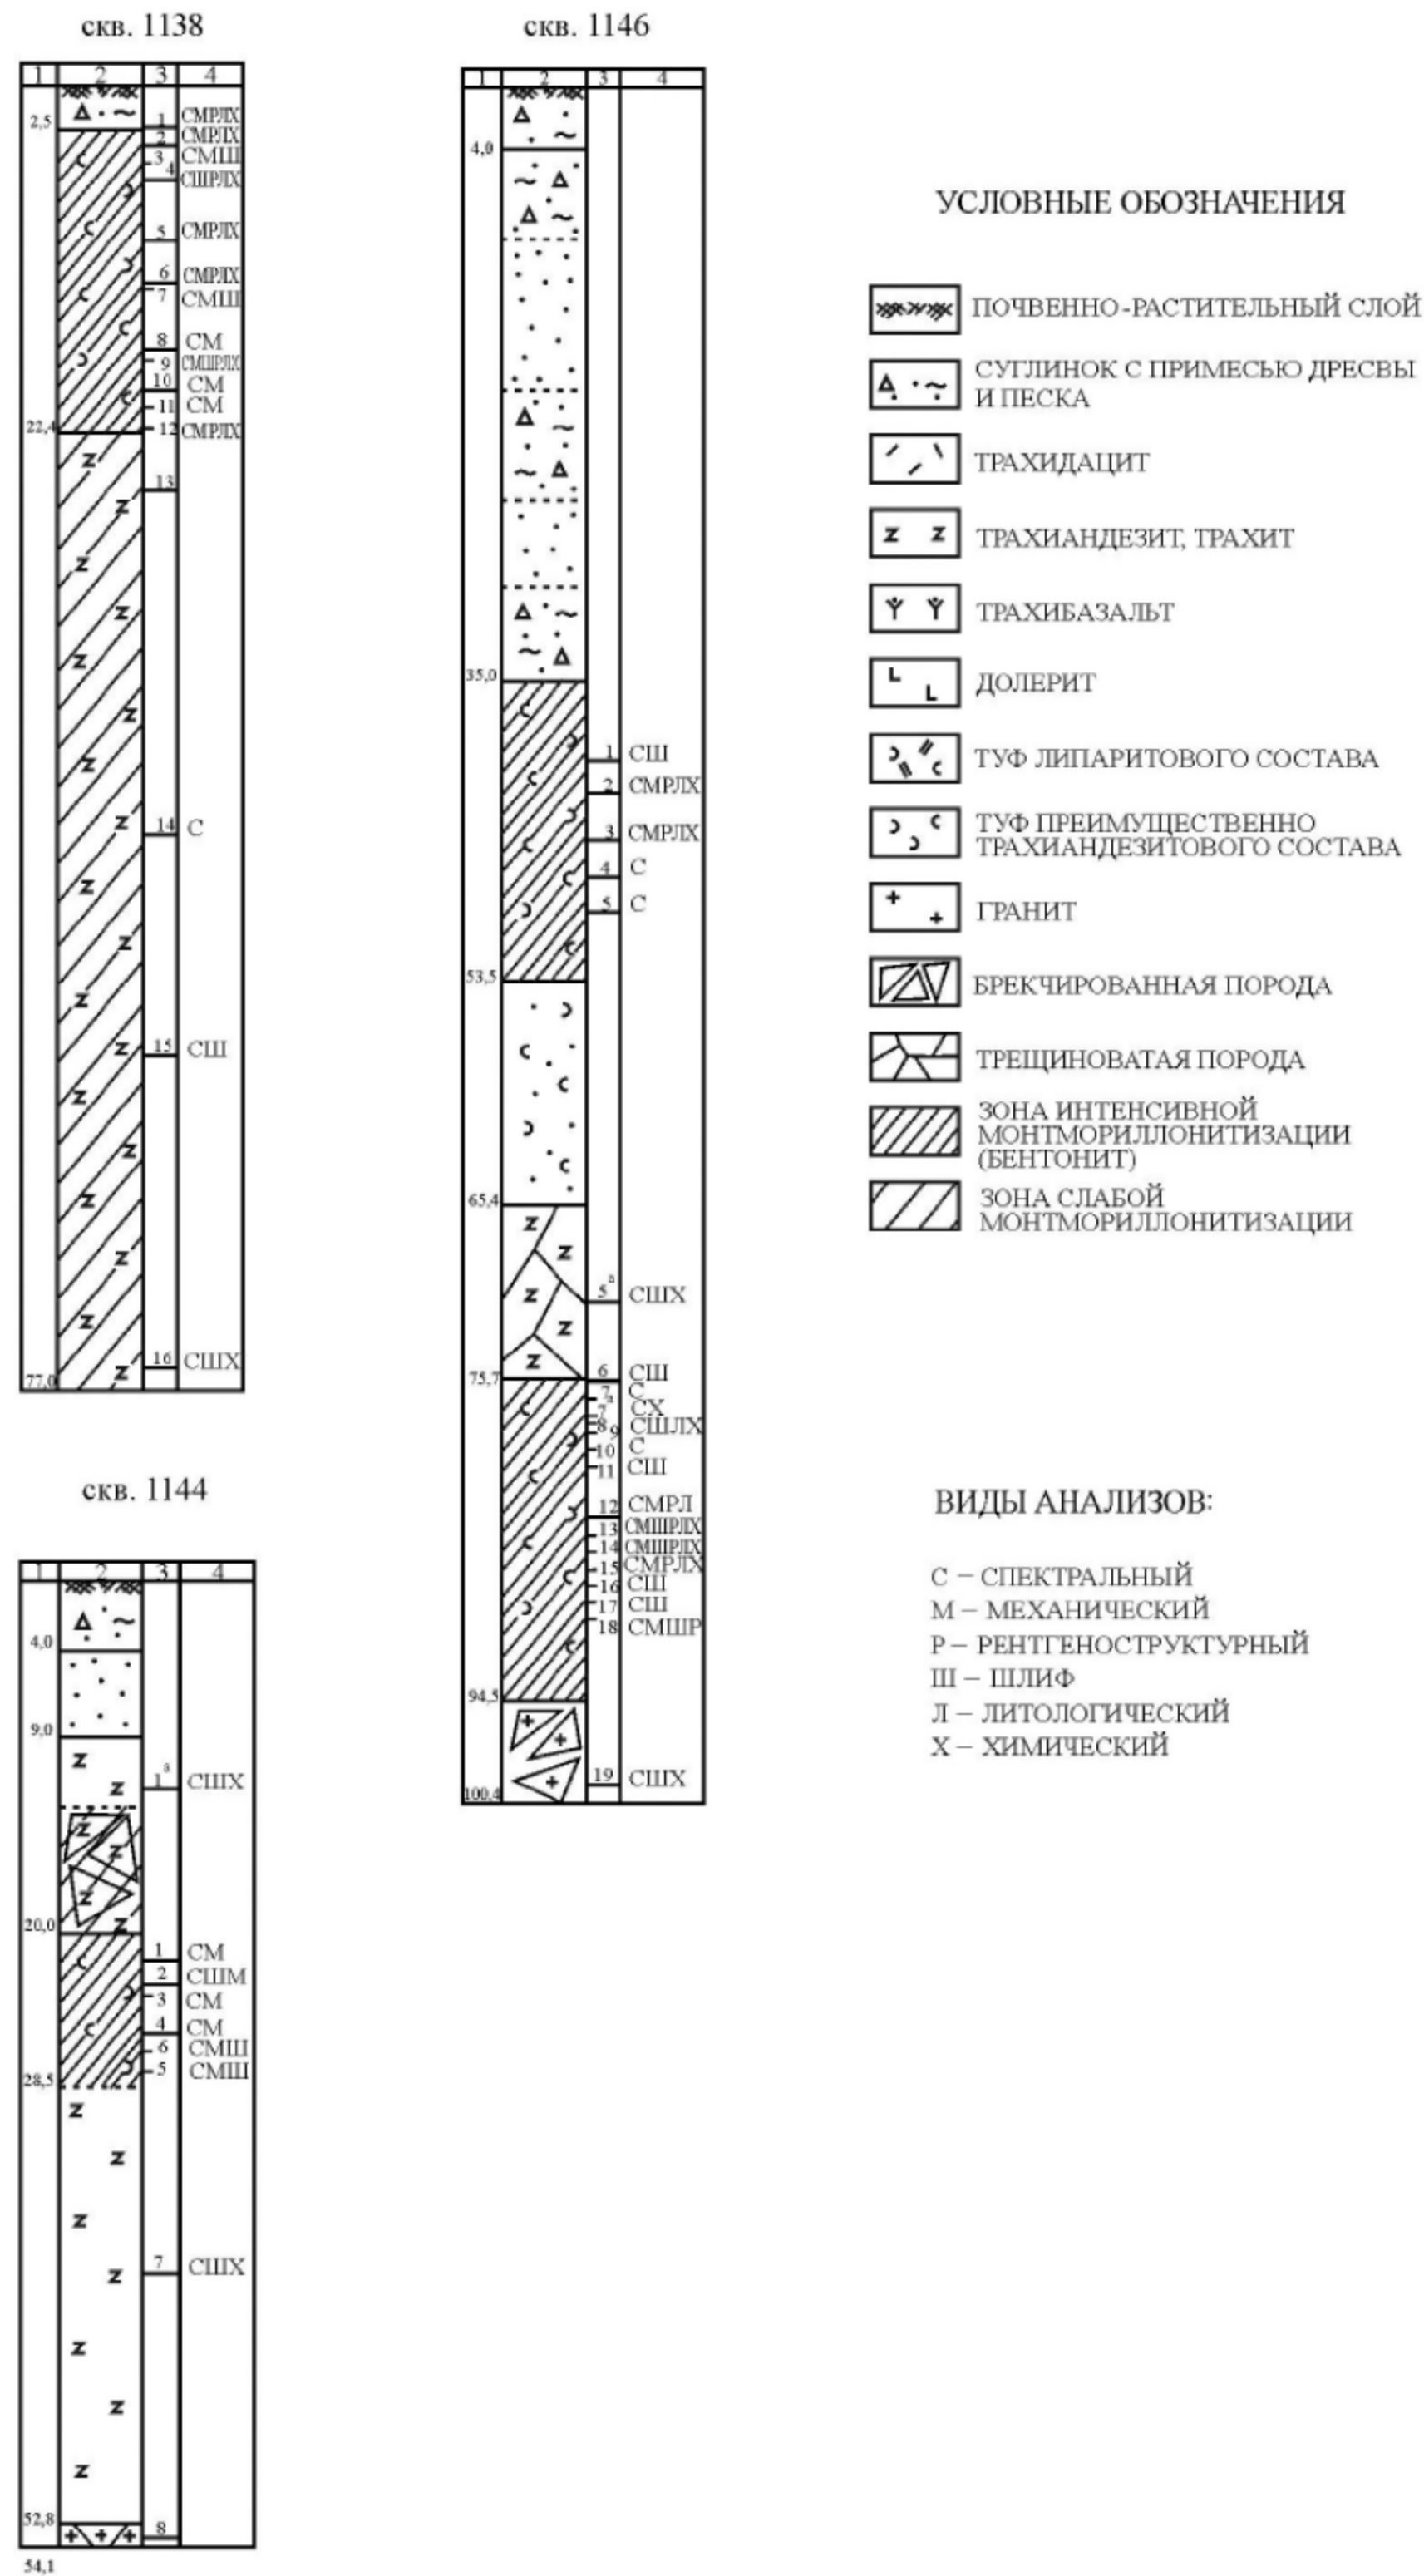 скв. 1138
1 2 3 4
2,5
1 СМРЛХ
2 СМРЛХ
3 СМШ
4 СШРЛХ
5 СМРЛХ
6 СМРЛХ
7 СМШ
8 СМ
9 СМШРЛХ
10 СМ
11 СМ
22,4
12 СМРЛХ
13
14 С
15 СШ
16 СШХ
77,0
скв. 1144
1 2 3 4
4,0
9,0
1а СШХ
20,0
1 СМ
2 СШМ
3 СМ
4 СМ
6 СМШ
5 СМШ
28,5
7 СШХ
52,8
8
54,1
скв. 1146
1 2 3 4
4,0
35,0
1 СШ
2 СМРЛХ
3 СМРЛХ
4 С
5 С
53,5
65,4
5а СШХ
6 СШ
75,7
7 С
7а СХ
8 СШЛХ
9
10 С
11 СШ
12 СМРЛ
13 СМШРЛХ
14 СМШРЛХ
15 СМРЛХ
16 СШ
17 СШ
18 СМШР
94,5
19 СШХ
100,4
УСЛОВНЫЕ ОБОЗНАЧЕНИЯ
ПОЧВЕННО-РАСТИТЕЛЬНЫЙ СЛОЙ
СУГЛИНОК С ПРИМЕСЬЮ ДРЕСВЫ
И ПЕСКА
ТРАХИДАЦИТ
ТРАХИАНДЕЗИТ, ТРАХИТ
ТРАХИБАЗАЛЬТ
ДОЛЕРИТ
ТУФ ЛИПАРИТОВОГО СОСТАВА
ТУФ ПРЕИМУЩЕСТВЕННО
ТРАХИАНДЕЗИТОВОГО СОСТАВА
ГРАНИТ
БРЕКЧИРОВАННАЯ ПОРОДА
ТРЕЩИНОВАТАЯ ПОРОДА
ЗОНА ИНТЕНСИВНОЙ
МОНТМОРИЛЛОНИТИЗАЦИИ
(БЕНТОНИТ)
ЗОНА СЛАБОЙ
МОНТМОРИЛЛОНИТИЗАЦИИ
ВИДЫ АНАЛИЗОВ:
С – СПЕКТРАЛЬНЫЙ
М – МЕХАНИЧЕСКИЙ
Р – РЕНТГЕНОСТРУКТУРНЫЙ
Ш – ШЛИФ
Л – ЛИТОЛОГИЧЕСКИЙ
Х – ХИМИЧЕСКИЙ